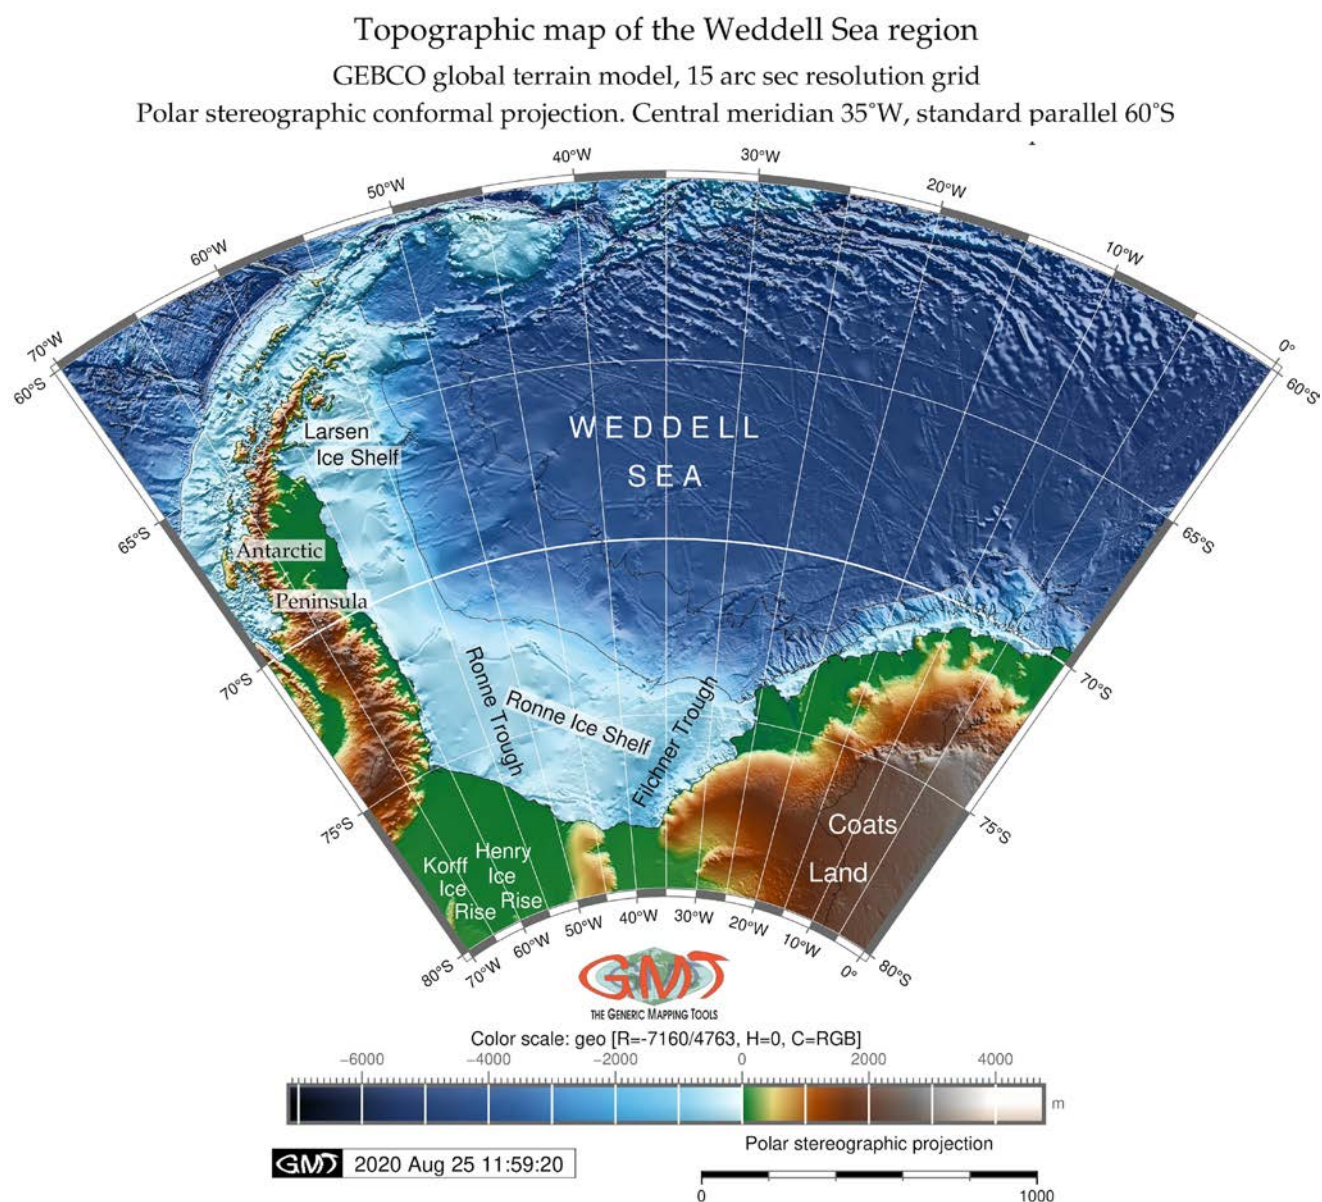 Topographic map of the Weddell Sea region
GEBCO global terrain model, 15 arc sec resolution grid
Polar stereographic conformal projection. Central meridian 35°W, standard parallel 60°S
40°W
30°W
50°W
20°W
60°W
10°W
70°W
60°S
0°
60°S
WEDDELL
SEA
Larsen
Ice Shelf
65°S
65°S
Antarctic
Peninsula
70°S
70°S
Ronne Trough
Ronne Ice Shelf
Filchner Trough
75°S
75°S
Coats
Land
Korff
Ice
Rise
Henry
Ice
Rise
80°S
70°W
60°W
50°W
40°W
30°W
20°W
10°W
0°
80°S
GMT
THE GENERIC MAPPING TOOLS
Color scale: geo [R=-7160/4763, H=0, C=RGB]
−6000
−4000
−2000
0
2000
4000
m
Polar stereographic projection
GMT
2020 Aug 25 11:59:20
0
1000